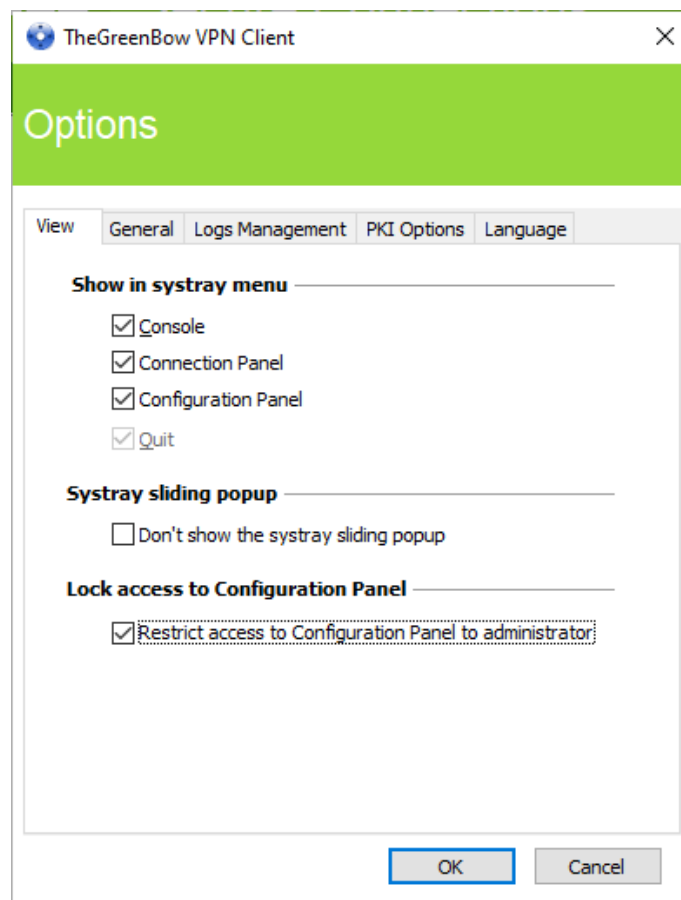 TheGreenBow VPN Client
Options
View General Logs Management PKI Options Language
Show in systray menu
Console
Connection Panel
Configuration Panel
Quit
Systray sliding popup
Don't show the systray sliding popup
Lock access to Configuration Panel
Restrict access to Configuration Panel to administrator
OK Cancel